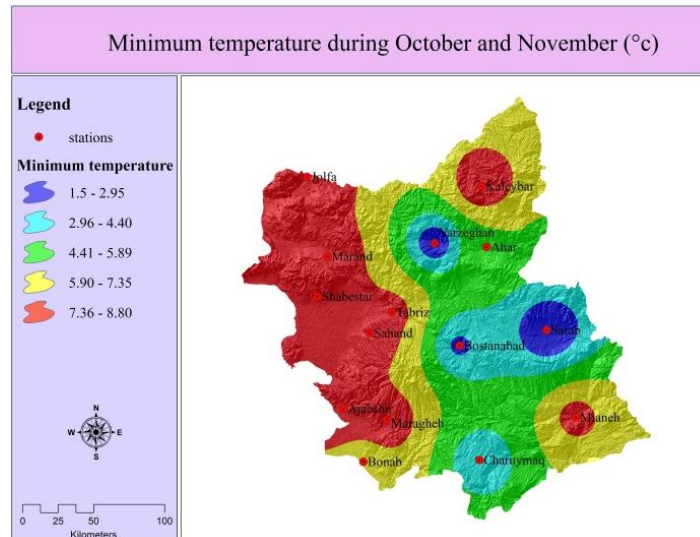 Minimum temperature during October and November (°c)
Legend
stations
Minimum temperature
1.5 - 2.95
2.96 - 4.40
4.41 - 5.89
5.90 - 7.35
7.36 - 8.80
N
W E
S
0 25 50 100
Kilometers
Jolfa
Kaleybar
Varzeghan
Ahar
Marand
Shabestar
Tabriz
Sahand
Sarab
Bostanabad
Ajabshir
Maragheh
Mianeh
Bonab
Charuymaq